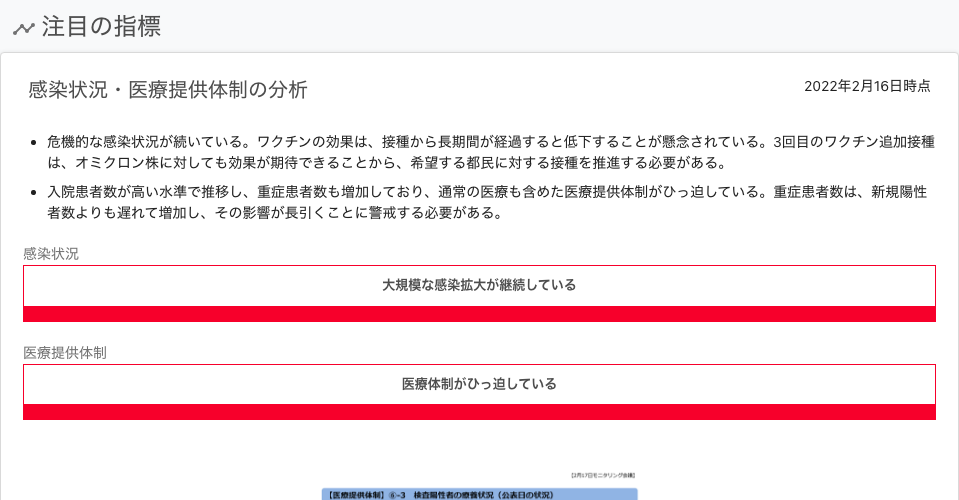 注目の指標
感染状況・医療提供体制の分析
2022年2月16日時点
危機的な感染状況が続いている。ワクチンの効果は、接種から長期間が経過すると低下することが懸念されている。3回目のワクチン追加接種
は、オミクロン株に対しても効果が期待できることから、希望する都民に対する接種を推進する必要がある。
入院患者数が高い水準で推移し、重症患者数も増加しており、通常の医療も含めた医療提供体制がひっ迫している。重症患者数は、新規陽性
者数よりも遅れて増加し、その影響が長引くことに警戒する必要がある。
感染状況
大規模な感染拡大が継続している
医療提供体制
医療体制がひっ迫している
【2月17日モニタリング会議】
【医療提供体制】⑥-3 検査陽性者の療養状況（公表日の状況）